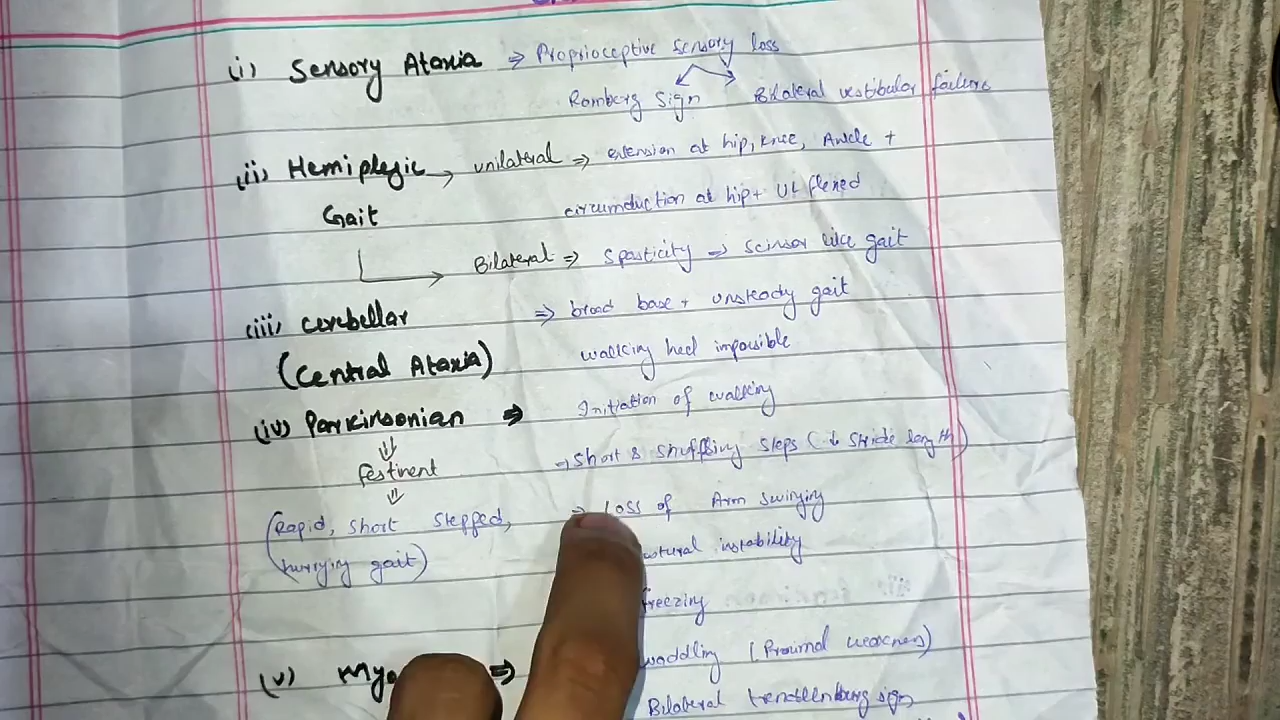 (i) Sensory Ataxia ⇒ Proprioceptive Sensory loss
Romberg Sign Bilateral vestibular failure
(ii) Hemiplegic → unilateral ⇒ extension at hip, knee, Ankle +
Gait circumduction at hip + UL flexed
Bilateral ⇒ Spasticity ⇒ Scissor like gait
(iii) Cerebellar ⇒ broad base + unsteady gait
(Central Ataxia) walking heel impossible
(iv) Parkinsonian ⇒ Initiation of walking
⇓
festinent ⇒ Short & Shuffling Steps (↓ Stride length)
⇓
(Rapid, Short Stepped, ⇒ Loss of Arm swinging
hurrying gait) stural instability
freezing
(v) Myo ⇒ waddling (Proximal weakness)
Bilateral trendlenburg sign